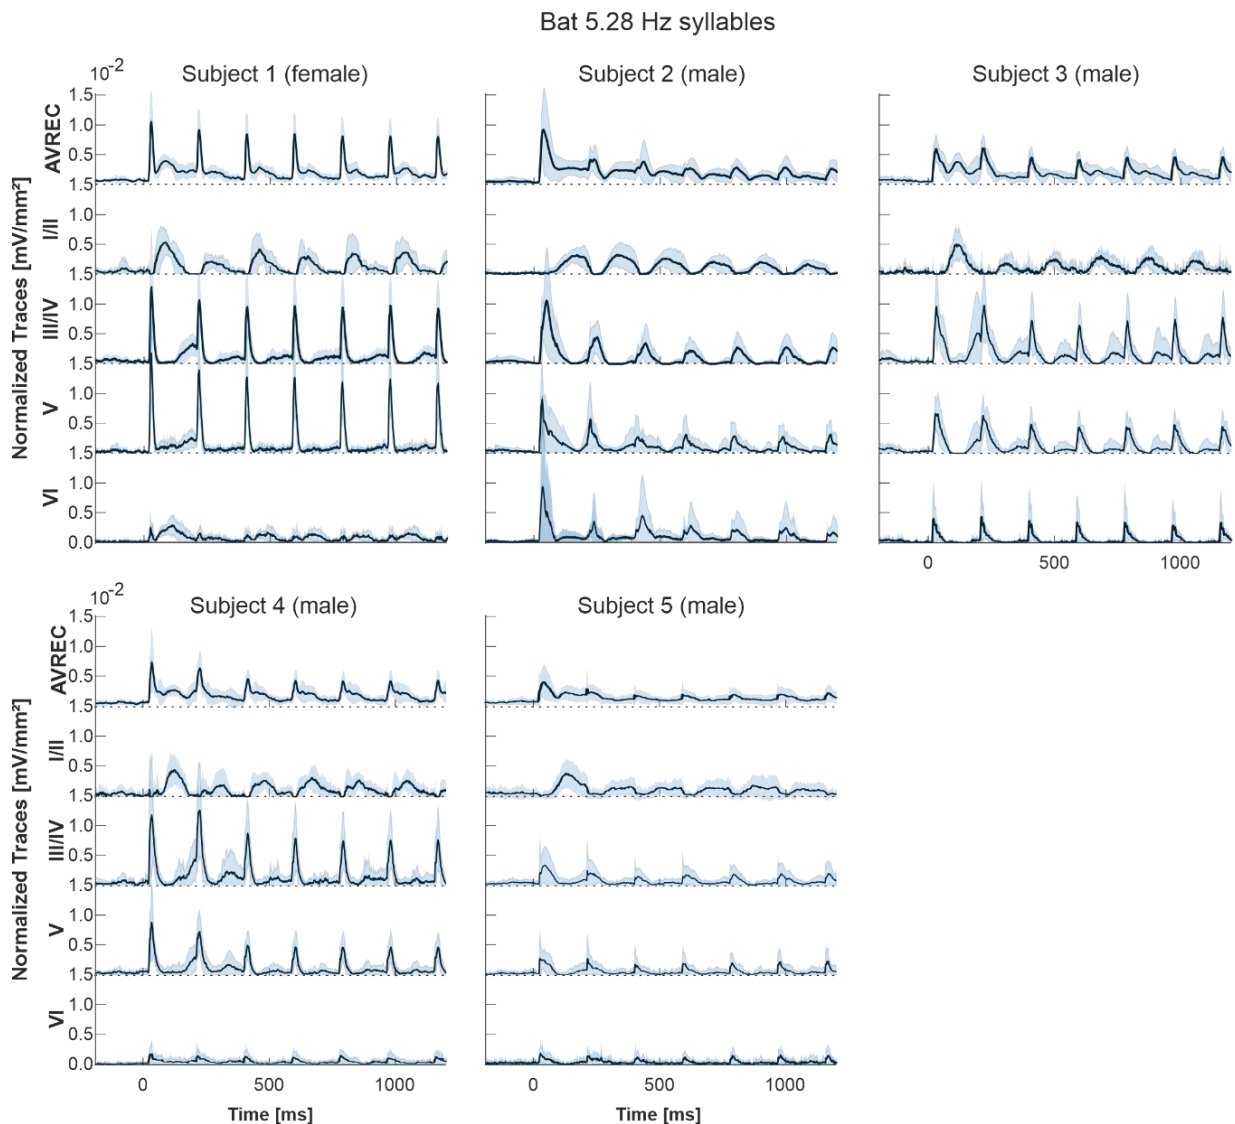 Bat 5.28 Hz syllables
10⁻² Subject 1 (female) Subject 2 (male) Subject 3 (male)
Normalized Traces [mV/mm²]
AVREC
1.5
1.0
0.5
I/II
1.5
1.0
0.5
III/IV
1.5
1.0
0.5
V
1.5
1.0
0.5
VI
1.5
1.0
0.5
0.0
0 500 1000
10⁻² Subject 4 (male) Subject 5 (male)
Normalized Traces [mV/mm²]
AVREC
1.5
1.0
0.5
I/II
1.5
1.0
0.5
III/IV
1.5
1.0
0.5
V
1.5
1.0
0.5
VI
1.5
1.0
0.5
0.0
0 500 1000 0 500 1000
Time [ms] Time [ms]